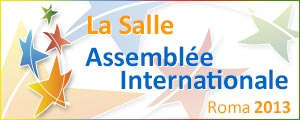 La Salle
Assemblée
Internationale
Roma 2013